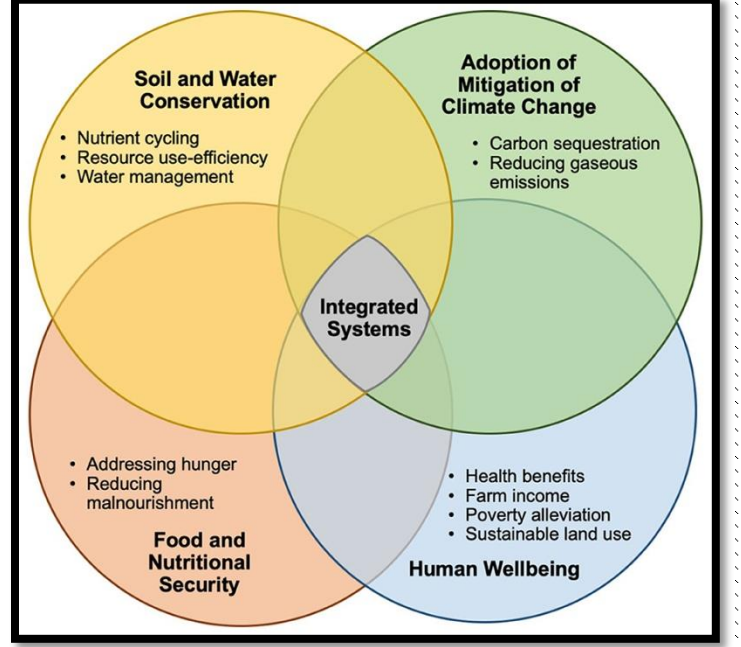 Soil and Water
Conservation
• Nutrient cycling
• Resource use-efficiency
• Water management
Adoption of
Mitigation of
Climate Change
• Carbon sequestration
• Reducing gaseous
emissions
Integrated
Systems
• Addressing hunger
• Reducing
malnourishment
Food and
Nutritional
Security
• Health benefits
• Farm income
• Poverty alleviation
• Sustainable land use
Human Wellbeing